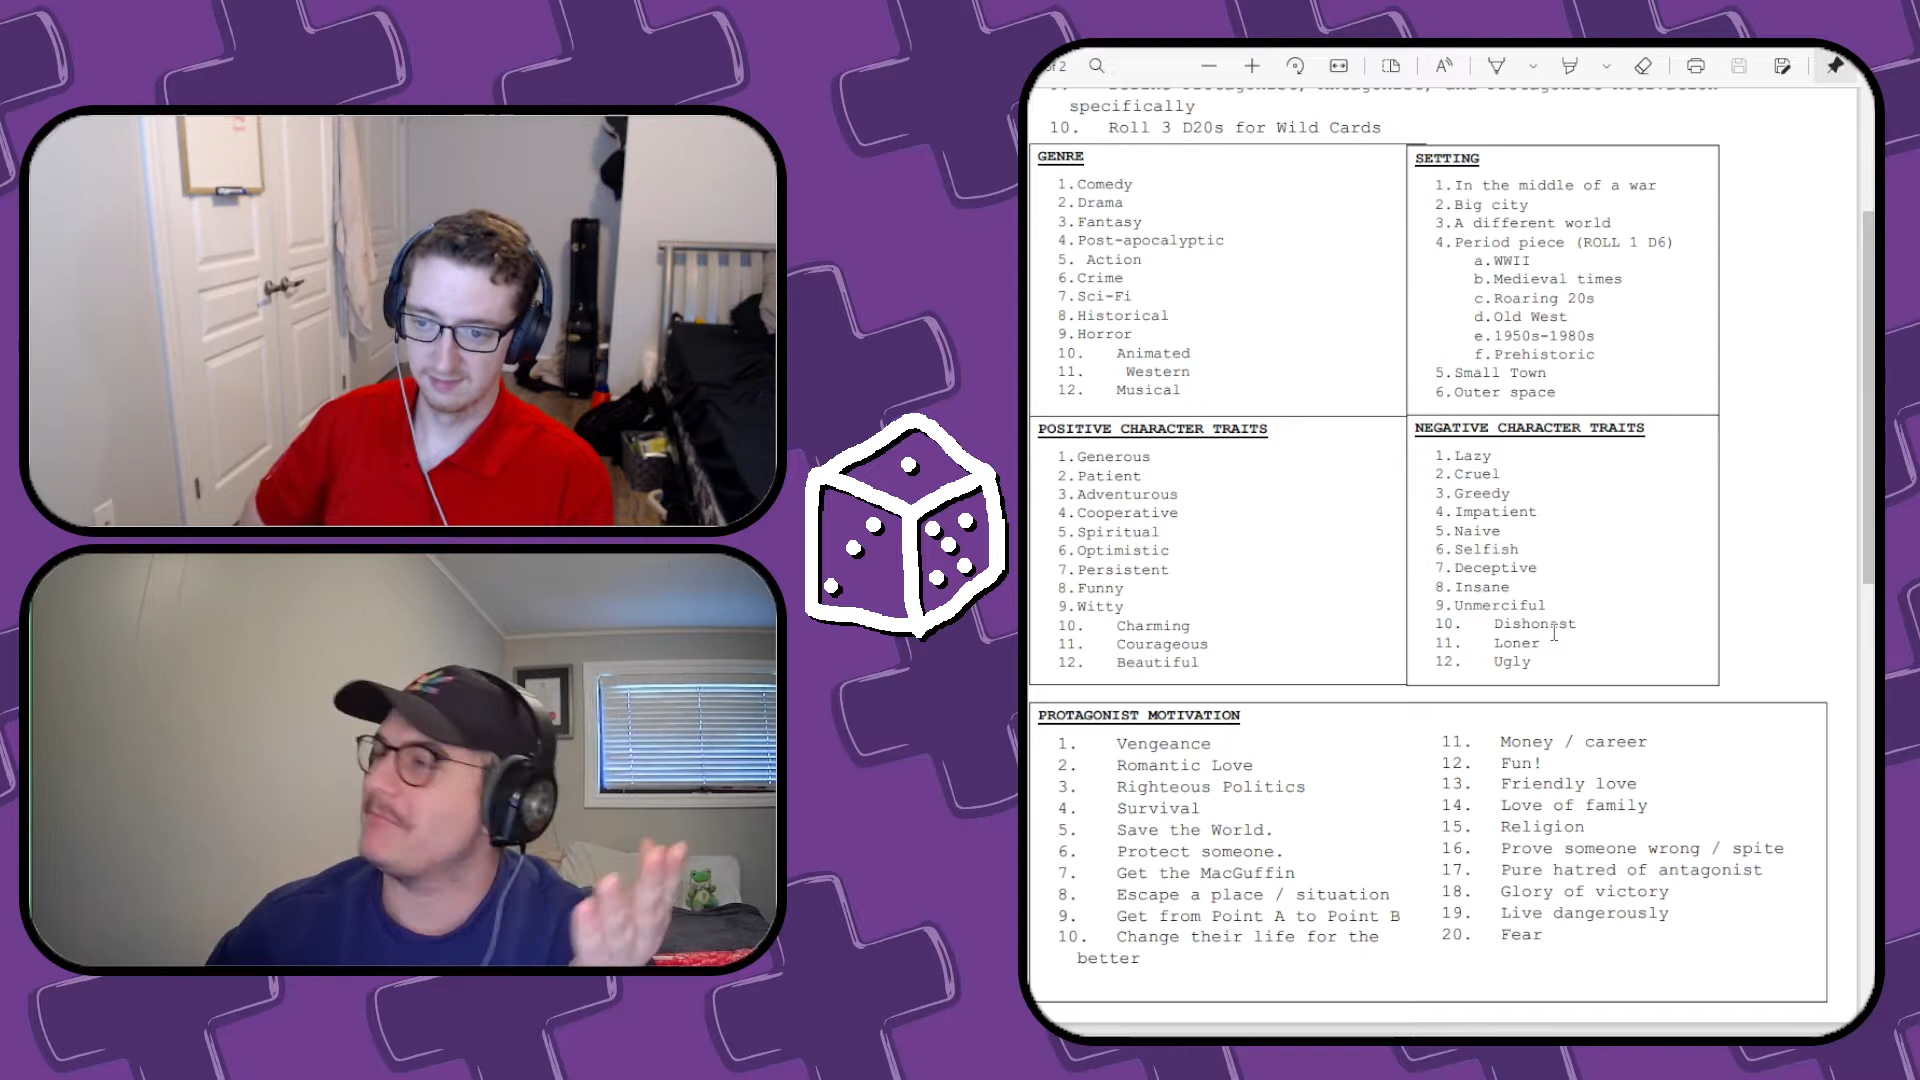 of 2
specifically
10. Roll 3 D20s for Wild Cards
GENRE
1.Comedy
2.Drama
3.Fantasy
4.Post-apocalyptic
5. Action
6.Crime
7.Sci-Fi
8.Historical
9.Horror
10. Animated
11. Western
12. Musical
SETTING
1.In the middle of a war
2.Big city
3.A different world
4.Period piece (ROLL 1 D6)
a.WWII
b.Medieval times
c.Roaring 20s
d.Old West
e.1950s-1980s
f.Prehistoric
5.Small Town
6.Outer space
POSITIVE CHARACTER TRAITS
1.Generous
2.Patient
3.Adventurous
4.Cooperative
5.Spiritual
6.Optimistic
7.Persistent
8.Funny
9.Witty
10. Charming
11. Courageous
12. Beautiful
NEGATIVE CHARACTER TRAITS
1.Lazy
2.Cruel
3.Greedy
4.Impatient
5.Naive
6.Selfish
7.Deceptive
8.Insane
9.Unmerciful
10. Dishonest
11. Loner
12. Ugly
PROTAGONIST MOTIVATION
1. Vengeance
2. Romantic Love
3. Righteous Politics
4. Survival
5. Save the World.
6. Protect someone.
7. Get the MacGuffin
8. Escape a place / situation
9. Get from Point A to Point B
10. Change their life for the
better
11. Money / career
12. Fun!
13. Friendly love
14. Love of family
15. Religion
16. Prove someone wrong / spite
17. Pure hatred of antagonist
18. Glory of victory
19. Live dangerously
20. Fear